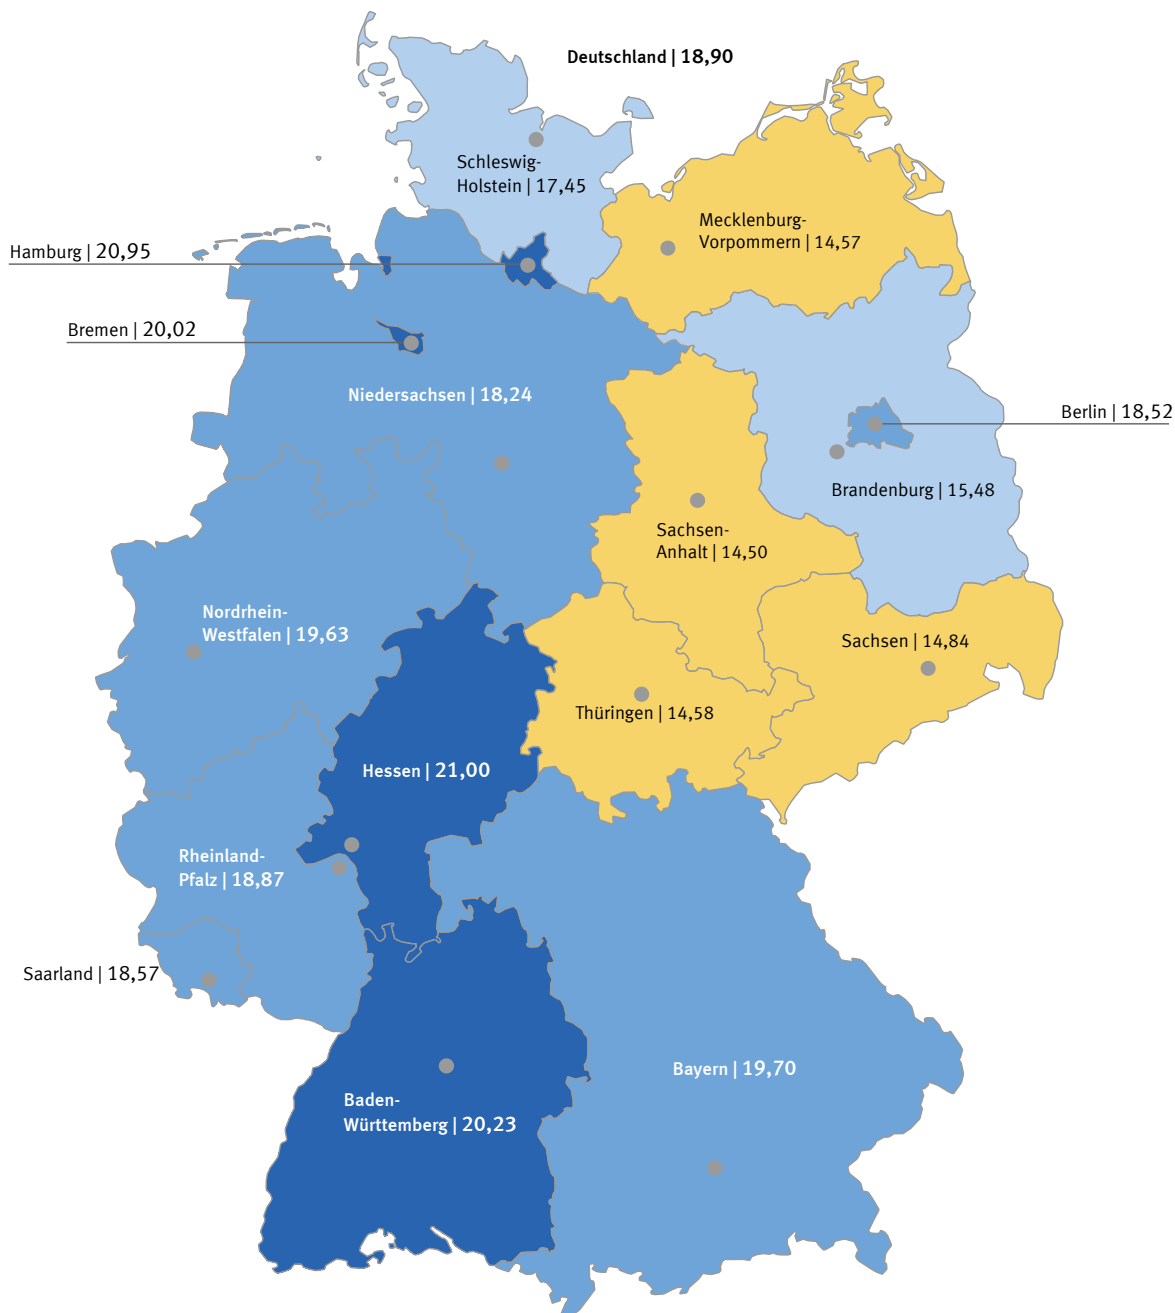 Deutschland | 18,90
Schleswig-
Holstein | 17,45
Mecklenburg-
Vorpommern | 14,57
Hamburg | 20,95
Bremen | 20,02
Niedersachsen | 18,24
Berlin | 18,52
Brandenburg | 15,48
Sachsen-
Anhalt | 14,50
Nordrhein-
Westfalen | 19,63
Sachsen | 14,84
Thüringen | 14,58
Hessen | 21,00
Rheinland-
Pfalz | 18,87
Saarland | 18,57
Bayern | 19,70
Baden-
Württemberg | 20,23